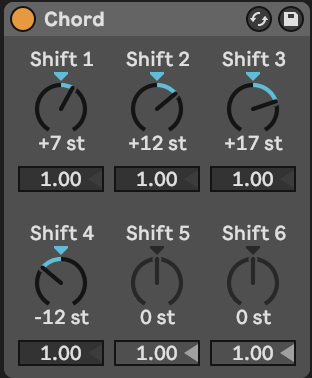 Chord
Shift 1 Shift 2 Shift 3
+7 st +12 st +17 st
1.00 1.00 1.00
Shift 4 Shift 5 Shift 6
-12 st 0 st 0 st
1.00 1.00 1.00